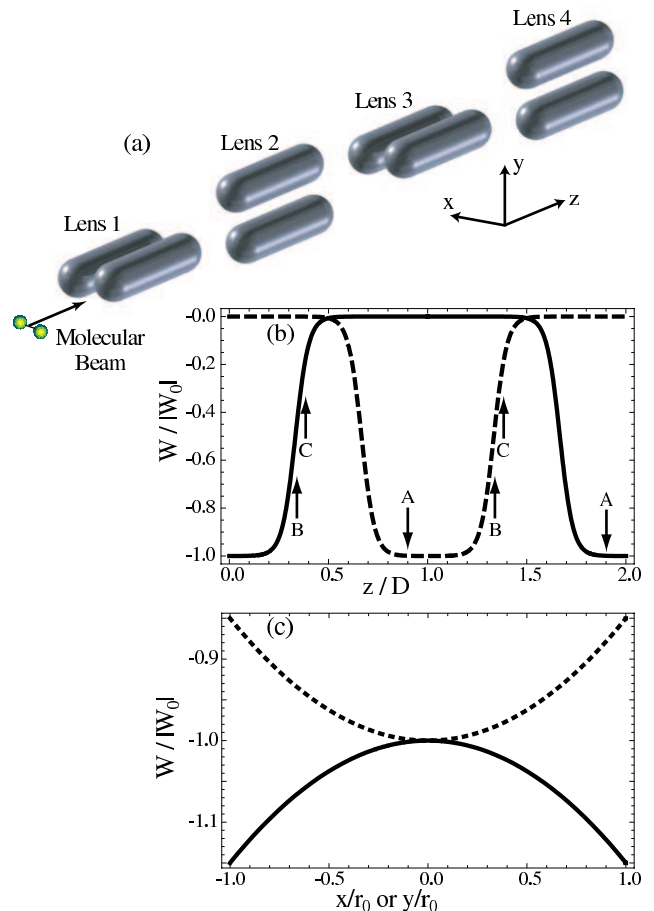 Lens 4
Lens 3
(a)
Lens 2
y
x
z
Lens 1
Molecular
Beam
-0.0
(b)
-0.2
W / |W₀|
-0.4
C
C
-0.6
A
A
-0.8
B
B
-1.0
0.0
0.5
1.0
1.5
2.0
z / D
(c)
-0.9
W / |W₀|
-1.0
-1.1
-1.0
-0.5
0.0
0.5
1.0
x/r₀ or y/r₀